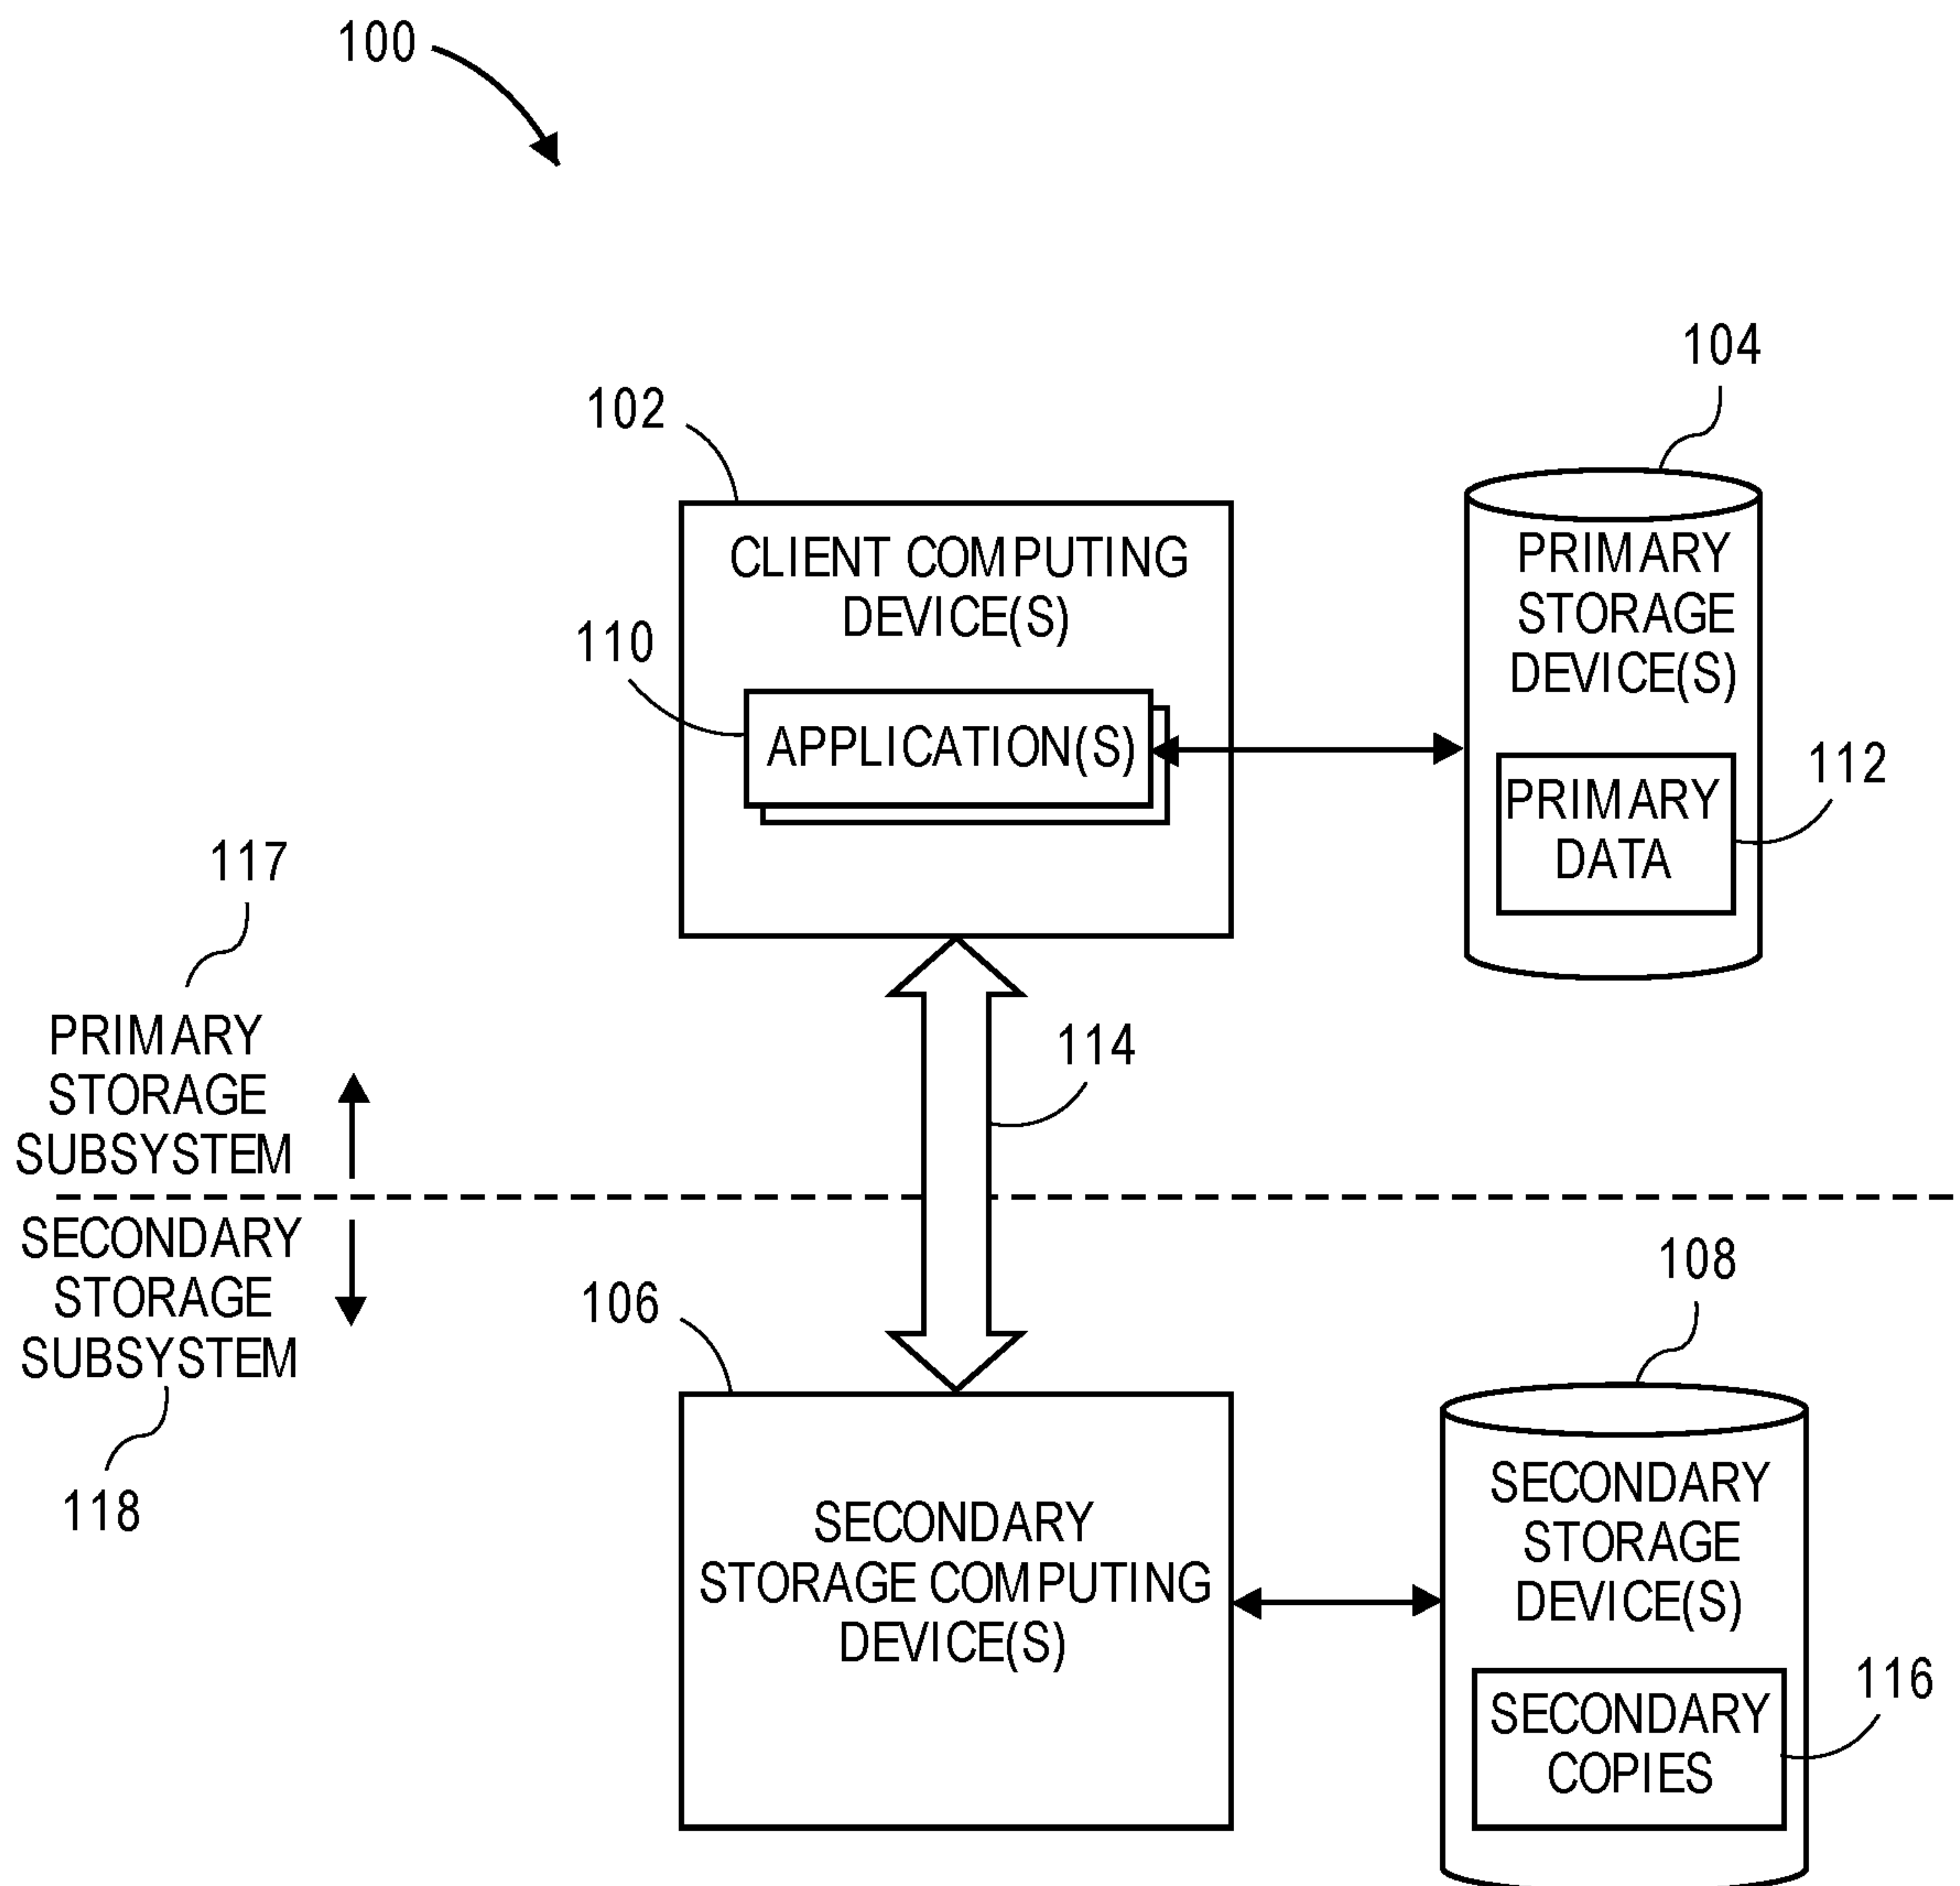 100
104
102
CLIENT COMPUTING
DEVICE(S)
110
APPLICATION(S)
PRIMARY
STORAGE
DEVICE(S)
112
PRIMARY
DATA
117
PRIMARY
STORAGE
SUBSYSTEM
114
SECONDARY
STORAGE
SUBSYSTEM
118
106
SECONDARY
STORAGE COMPUTING
DEVICE(S)
108
SECONDARY
STORAGE
DEVICE(S)
116
SECONDARY
COPIES